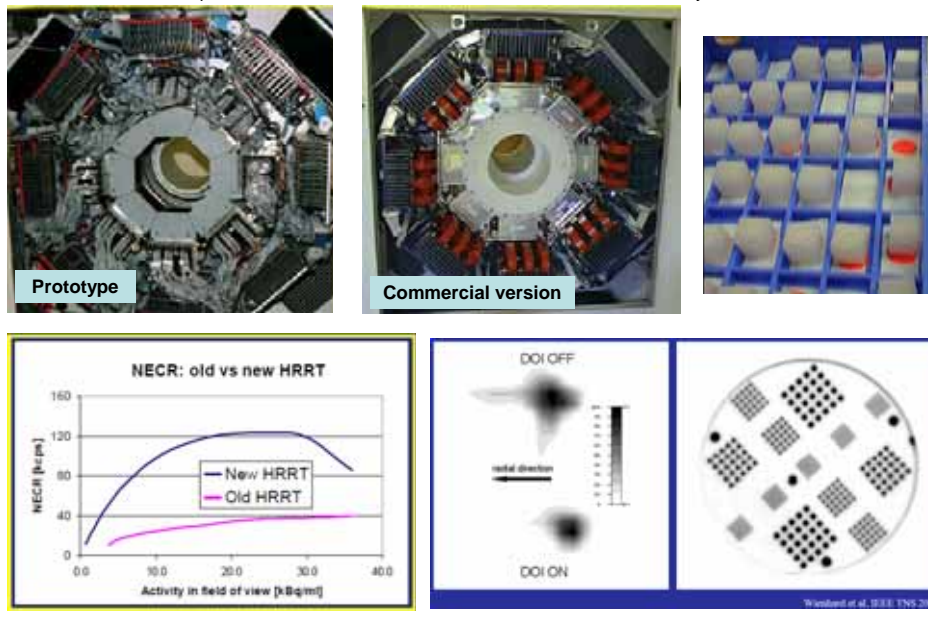 Prototype
Commercial version
NECR: old vs new HRRT
160
120
80
40
0
NECR [kcps]
New HRRT
Old HRRT
0.0
10.0
20.0
30.0
40.0
Activity in field of view [kBq/ml]
DOI OFF
radial direction
DOI ON
Wienhard et al, IEEE TNS